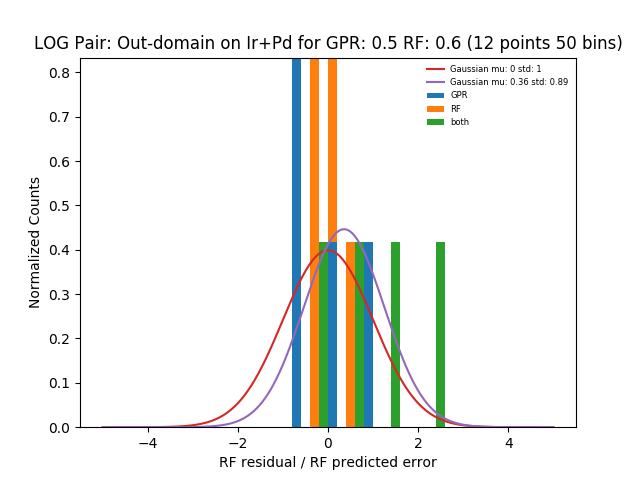 LOG Pair: Out-domain on Ir+Pd for GPR: 0.5 RF: 0.6 (12 points 50 bins)
Gaussian mu: 0 std: 1
Gaussian mu: 0.36 std: 0.89
GPR
RF
both
0.8
0.7
0.6
0.5
0.4
0.3
0.2
0.1
0.0
Normalized Counts
−4
−2
0
2
4
RF residual / RF predicted error